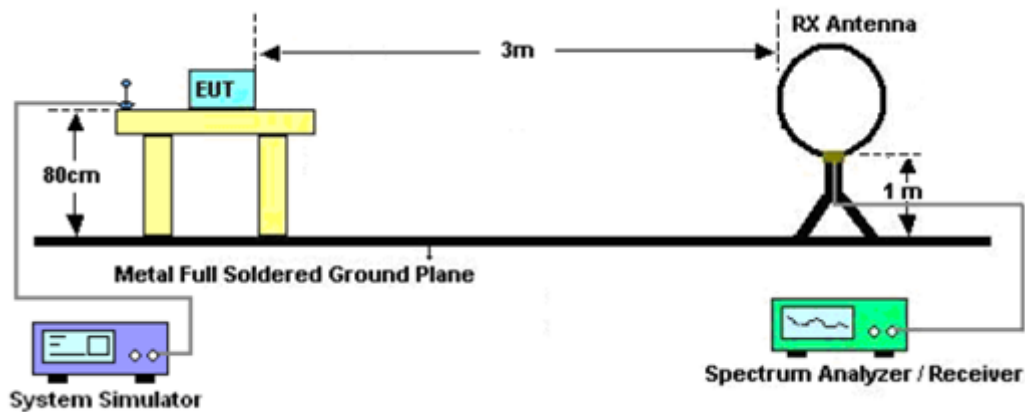 RX Antenna
3m
EUT
80cm
1 m
Metal Full Soldered Ground Plane
System Simulator
Spectrum Analyzer / Receiver